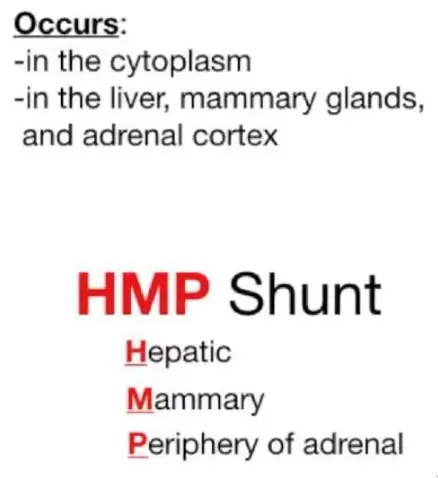 Occurs:
-in the cytoplasm
-in the liver, mammary glands,
and adrenal cortex
HMP Shunt
Hepatic
Mammary
Periphery of adrenal